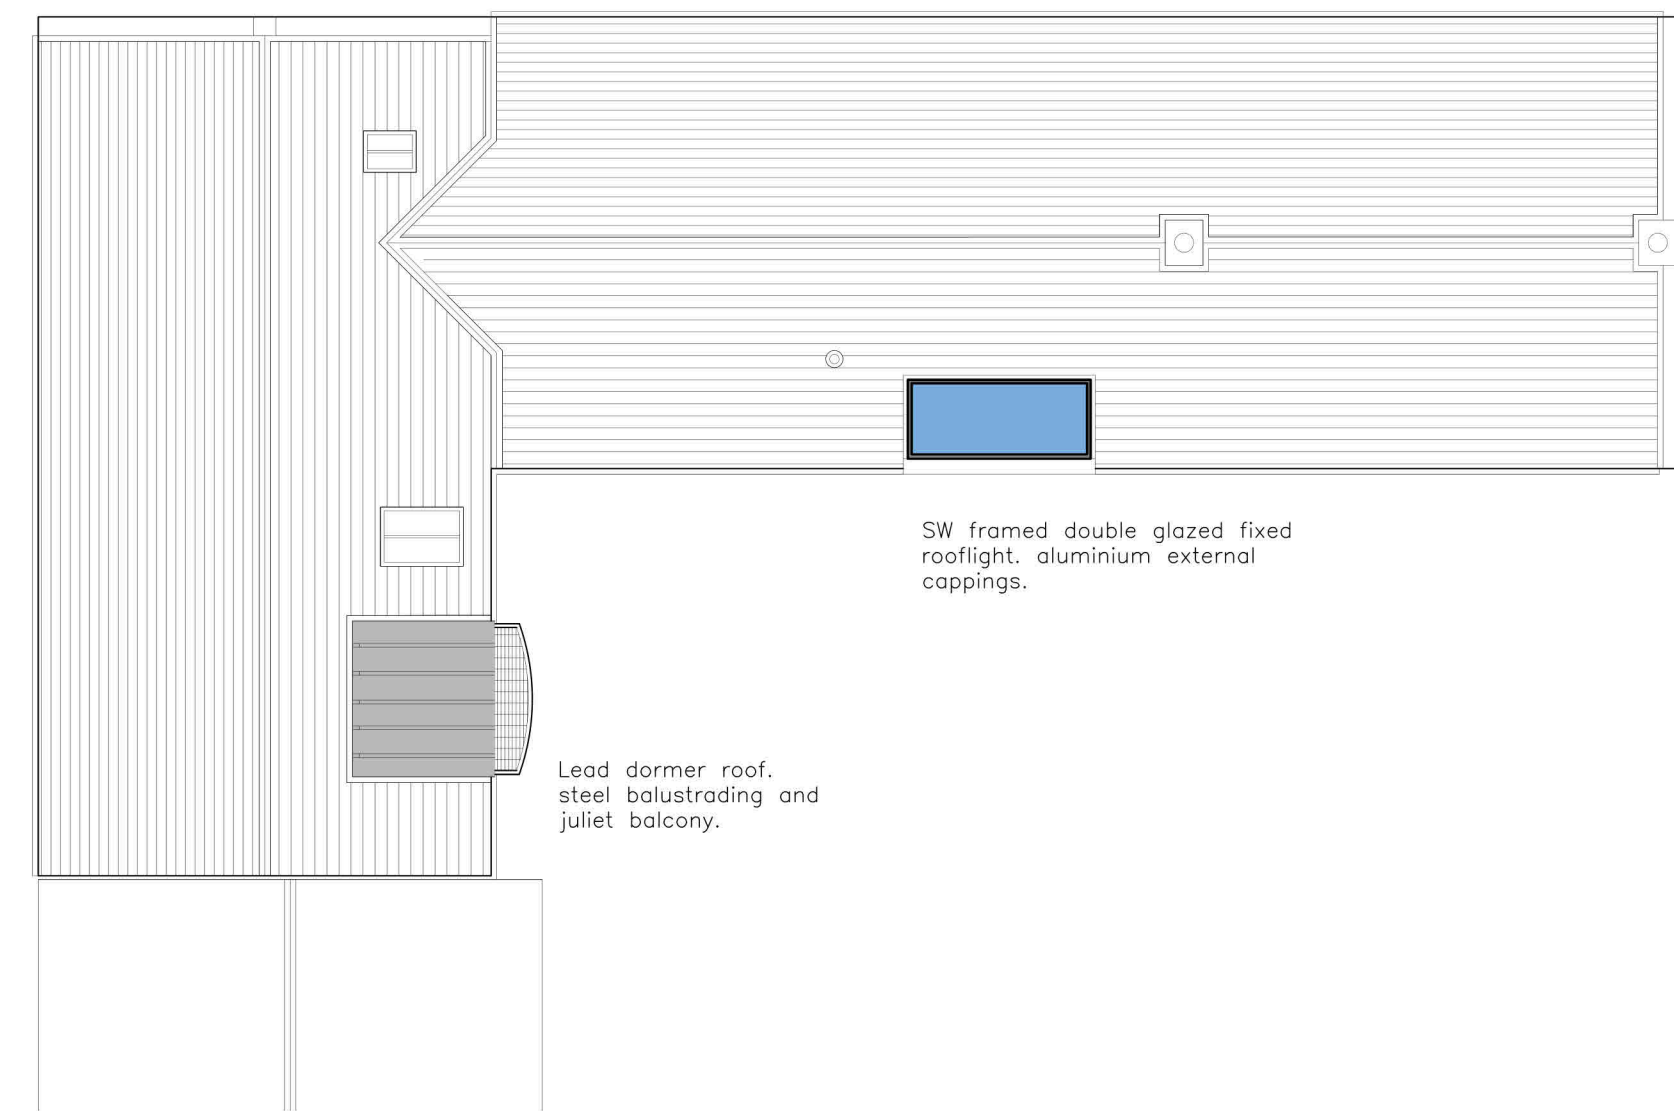 SW framed double glazed fixed
rooflight. aluminium external
cappings.
Lead dormer roof.
steel balustrading and
juliet balcony.